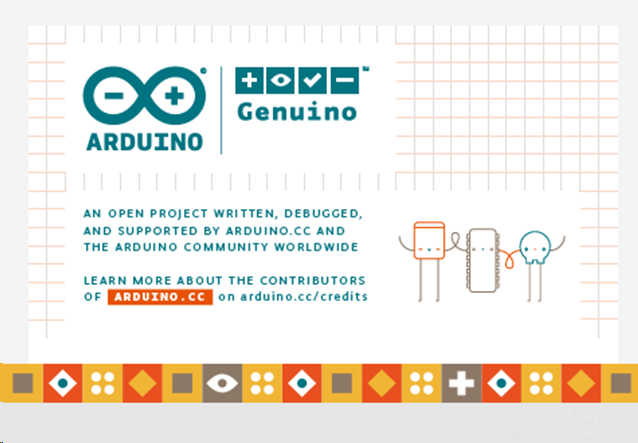 ARDUINO
Genuino™
AN OPEN PROJECT WRITTEN, DEBUGGED,
AND SUPPORTED BY ARDUINO.CC AND
THE ARDUINO COMMUNITY WORLDWIDE
LEARN MORE ABOUT THE CONTRIBUTORS
OF ARDUINO.CC on arduino.cc/credits